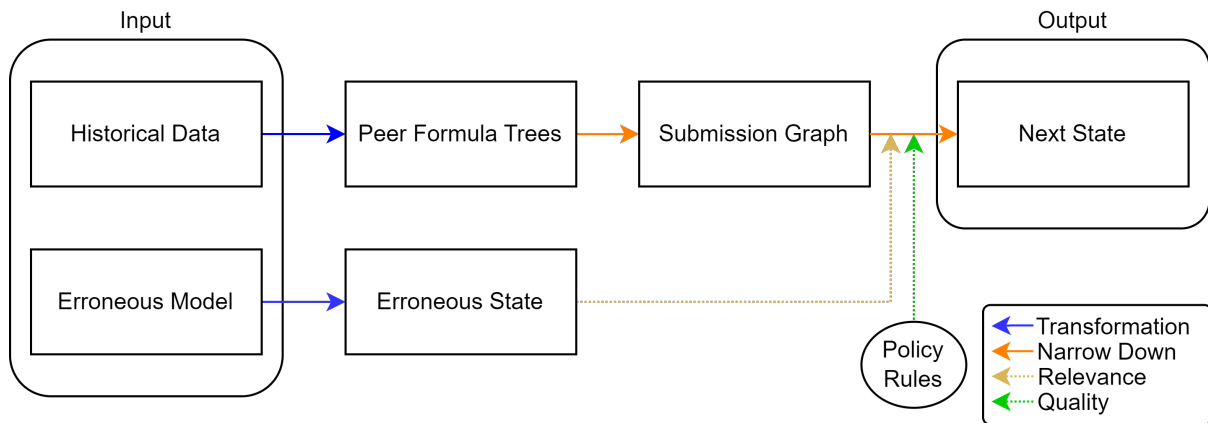 Input
Output
Historical Data
Peer Formula Trees
Submission Graph
Next State
Erroneous Model
Erroneous State
Policy
Rules
Transformation
Narrow Down
Relevance
Quality